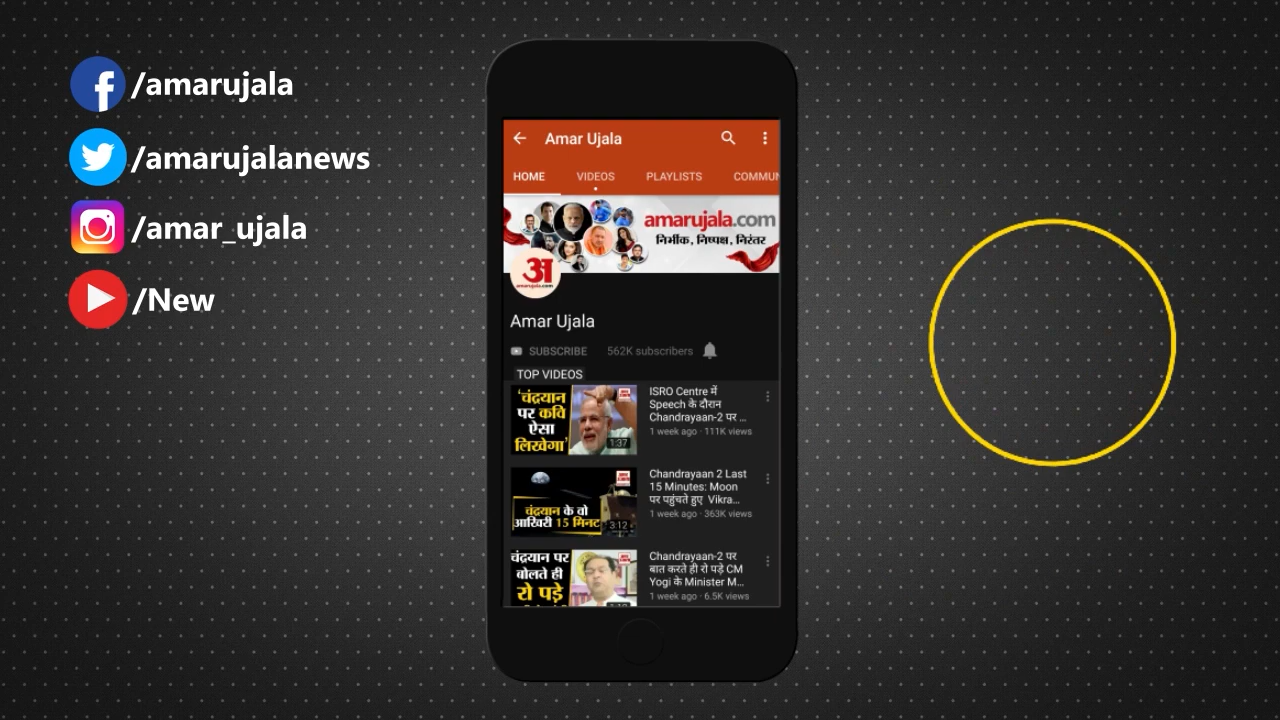 /amarujala
/amarujalanews
/amar_ujala
/New
Amar Ujala
HOME VIDEOS PLAYLISTS COMMUN
amarujala.com
निर्भीक, निष्पक्ष, निरंतर
अ
amarujala.com
Amar Ujala
SUBSCRIBE 562K subscribers
TOP VIDEOS
'चंद्रयान
पर कवि
ऐसा
लिखेगा'
1:37
ISRO Centre में
Speech के दौरान
Chandrayaan-2 पर ...
1 week ago · 111K views
चंद्रयान के वो
आखिरी 15 मिनट
3:12
Chandrayaan 2 Last
15 Minutes: Moon
पर पहुंचते हुए Vikra...
1 week ago · 363K views
चंद्रयान पर
बोलते ही
रो पड़े
Chandrayaan-2 पर
बात करते ही रो पड़े CM
Yogi के Minister M...
1 week ago · 6.5K views